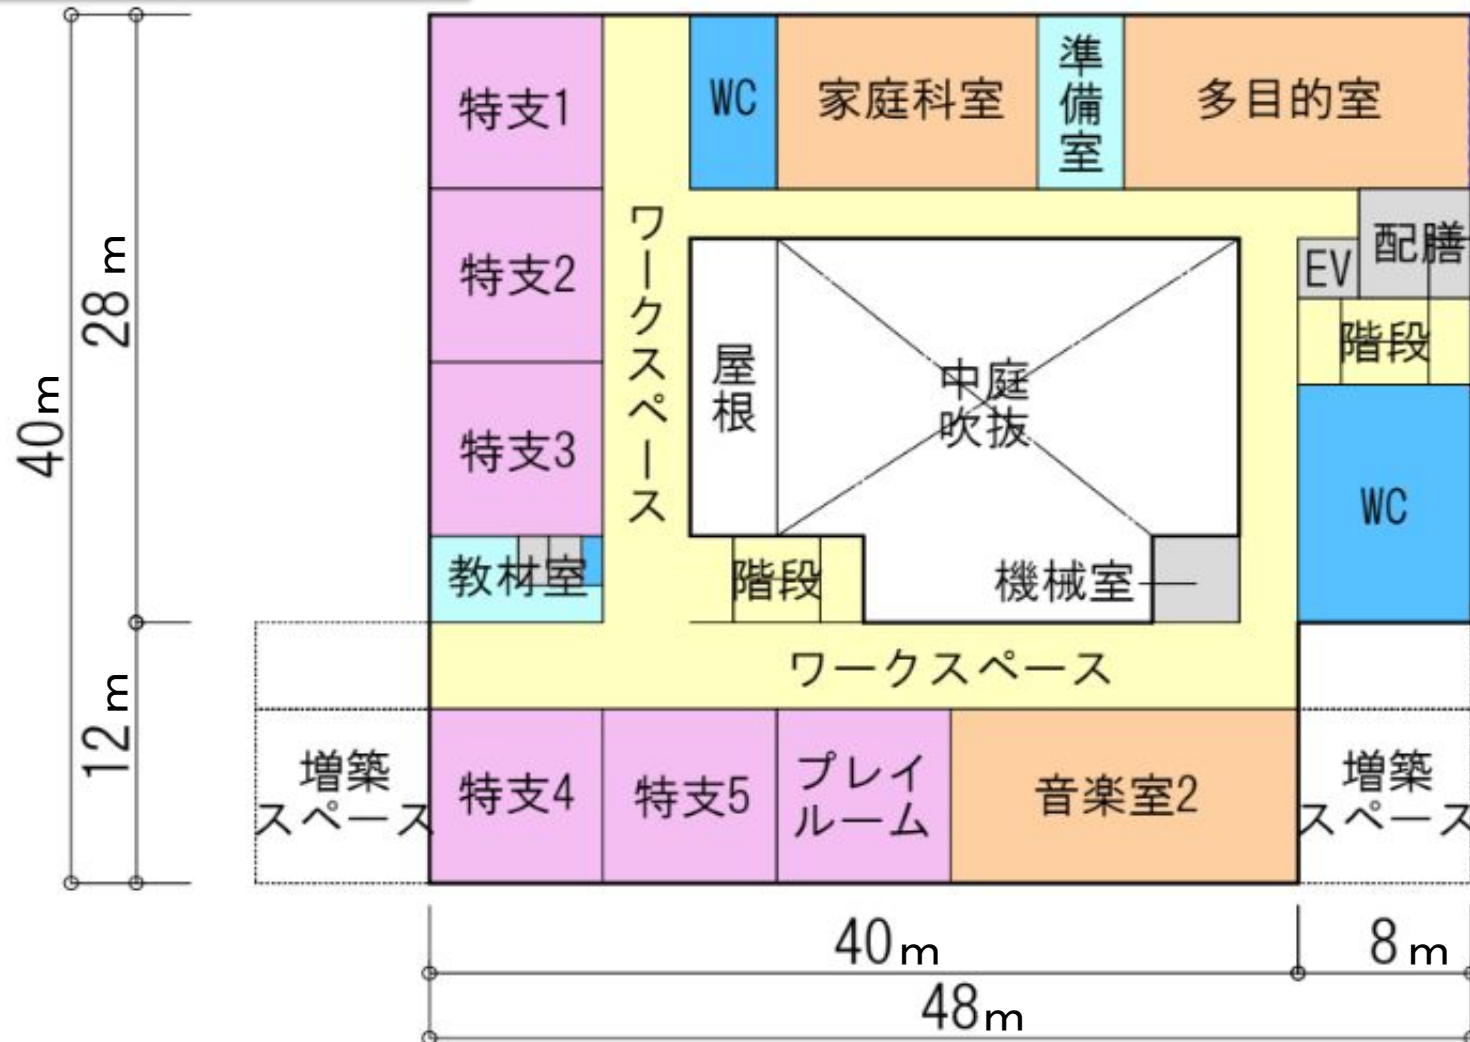 特支1
WC
家庭科室
準備室
多目的室
特支2
ワークスペース
配膳
EV
28m
階段
屋根
中庭
吹抜
40m
特支3
WC
教材室
階段
機械室
ワークスペース
12m
増築
スペース
特支4
特支5
プレイ
ルーム
音楽室2
増築
スペース
40m
8m
48m